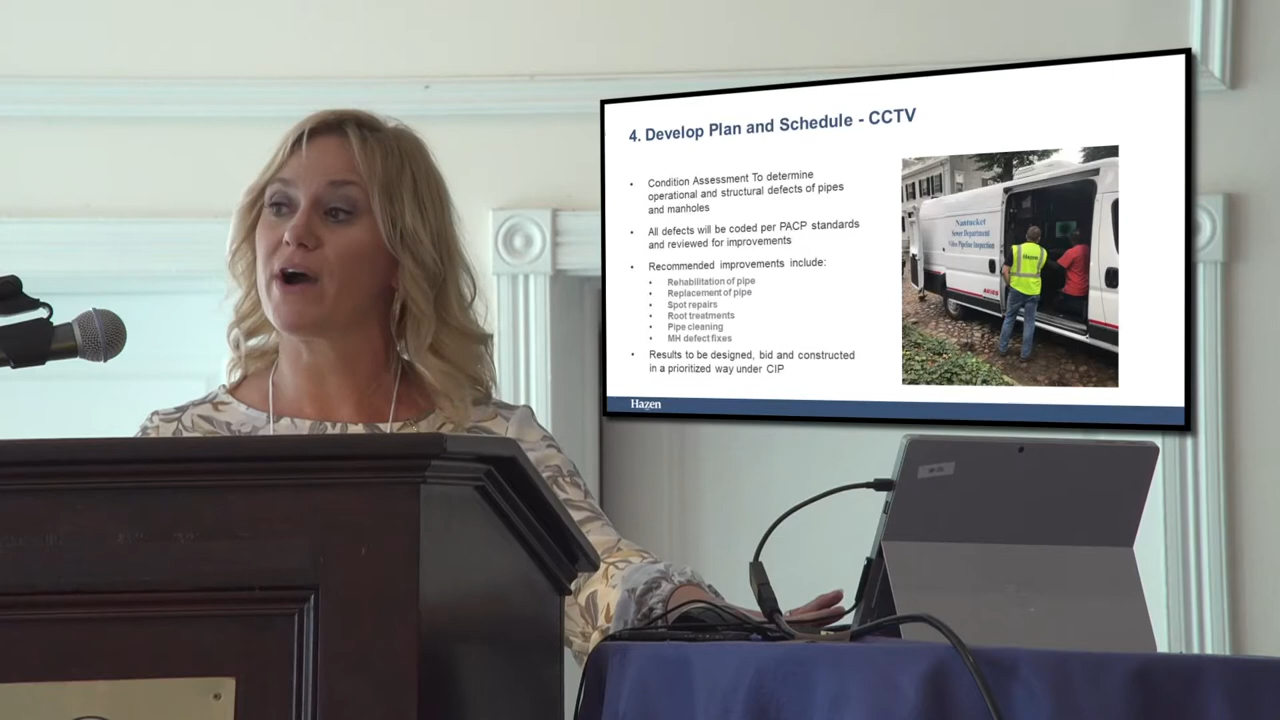 4. Develop Plan and Schedule - CCTV
• Condition Assessment To determine
operational and structural defects of pipes
and manholes
• All defects will be coded per PACP standards
and reviewed for improvements
• Recommended improvements include:
• Rehabilitation of pipe
• Replacement of pipe
• Spot repairs
• Root treatments
• Pipe cleaning
• MH defect fixes
• Results to be designed, bid and constructed
in a prioritized way under CIP
Nantucket
Sewer Department
Video Pipeline Inspection
Hazen
ARIES
Hazen